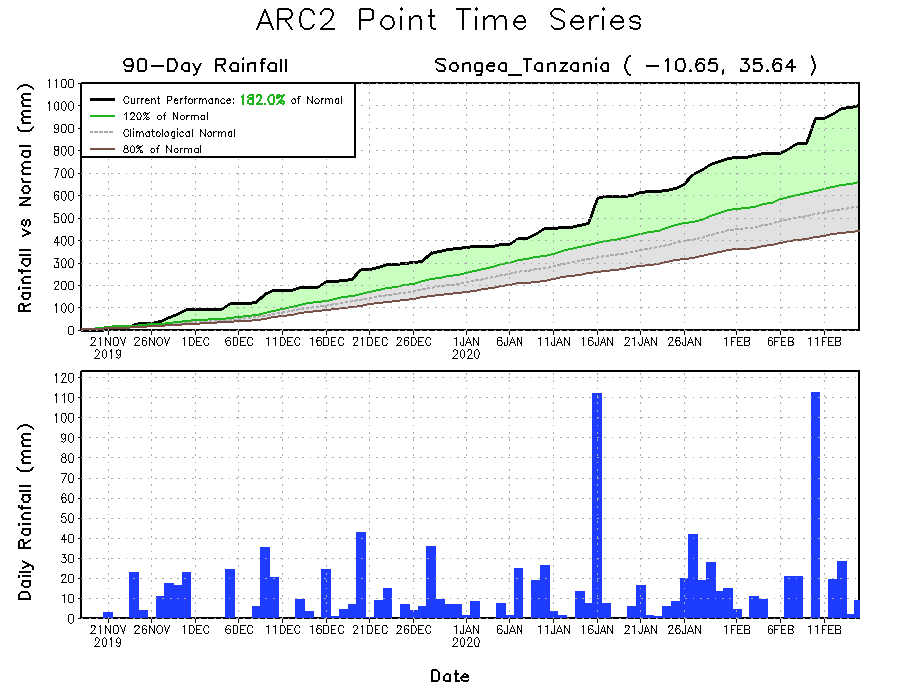 ARC2 Point Time Series
90-Day Rainfall Songea_Tanzania ( -10.65, 35.64 )
Rainfall vs Normal (mm)
1100
1000
900
800
700
600
500
400
300
200
100
0
Current Performance: 182.0% of Normal
120% of Normal
Climatological Normal
80% of Normal
21NOV 26NOV 1DEC 6DEC 11DEC 16DEC 21DEC 26DEC 1JAN 6JAN 11JAN 16JAN 21JAN 26JAN 1FEB 6FEB 11FEB
2019 2020
Daily Rainfall (mm)
120
110
100
90
80
70
60
50
40
30
20
10
0
21NOV 26NOV 1DEC 6DEC 11DEC 16DEC 21DEC 26DEC 1JAN 6JAN 11JAN 16JAN 21JAN 26JAN 1FEB 6FEB 11FEB
2019 2020
Date